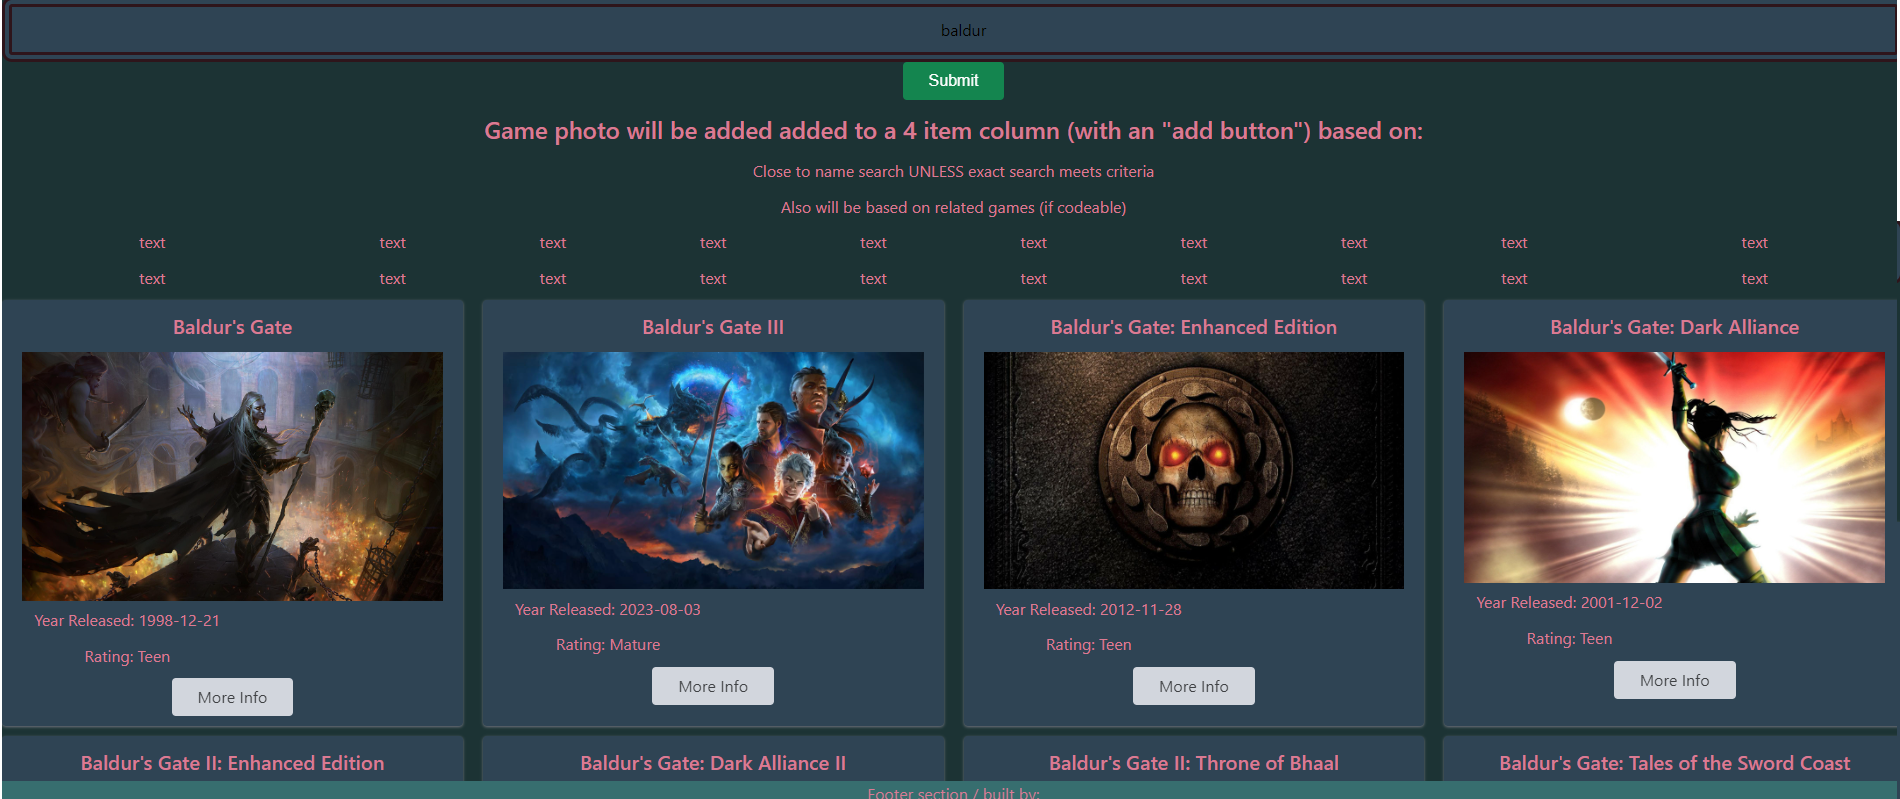 baldur
Submit
Game photo will be added added to a 4 item column (with an "add button") based on:
Close to name search UNLESS exact search meets criteria
Also will be based on related games (if codeable)
text text text text text text text text text text
text text text text text text text text text text
Baldur's Gate
Year Released: 1998-12-21
Rating: Teen
More Info
Baldur's Gate III
Year Released: 2023-08-03
Rating: Mature
More Info
Baldur's Gate: Enhanced Edition
Year Released: 2012-11-28
Rating: Teen
More Info
Baldur's Gate: Dark Alliance
Year Released: 2001-12-02
Rating: Teen
More Info
Baldur's Gate II: Enhanced Edition
Baldur's Gate: Dark Alliance II
Baldur's Gate II: Throne of Bhaal
Baldur's Gate: Tales of the Sword Coast
Footer section / built by: